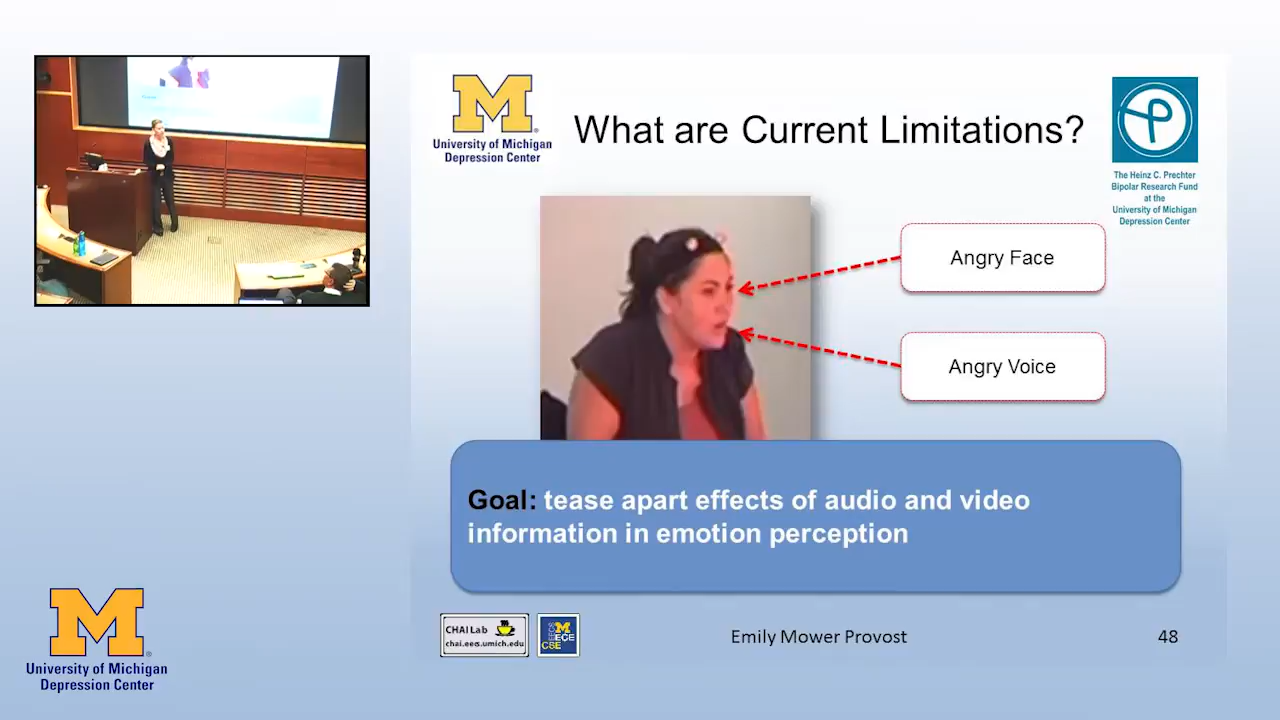 University of Michigan
Depression Center
What are Current Limitations?
The Heinz C. Prechter
Bipolar Research Fund
at the
University of Michigan
Depression Center
Angry Face
Angry Voice
Goal: tease apart effects of audio and video
information in emotion perception
CHAI Lab
chai.eecs.umich.edu
EECS
ECE
CSE
Emily Mower Provost
48
University of Michigan
Depression Center